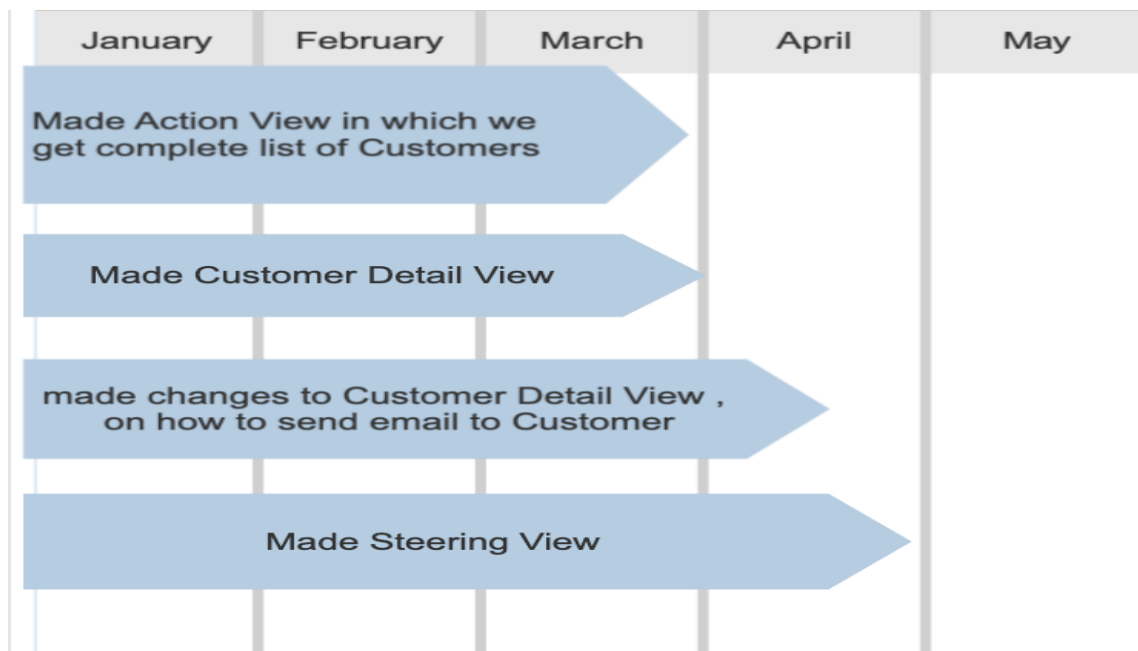 January February March April May
Made Action View in which we
get complete list of Customers
Made Customer Detail View
made changes to Customer Detail View ,
on how to send email to Customer
Made Steering View